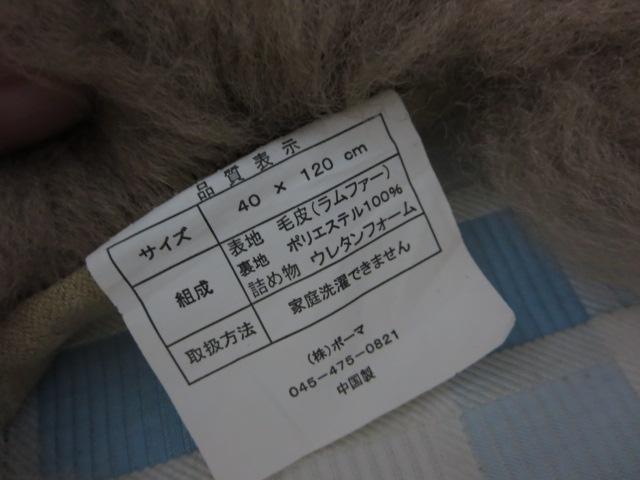 品質表示
サイズ 40 × 120 cm
組成 表地 毛皮(ラムファー)
裏地 ポリエステル100%
詰め物 ウレタンフォーム
取扱方法 家庭洗濯できません
(株)ボーマ
045-475-0821
中国製